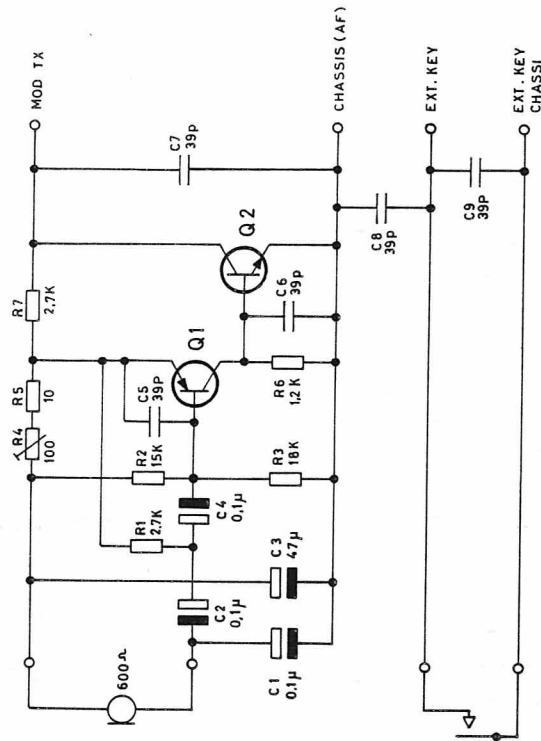 600Ω
C1
0,1µ
C2
0,1µ
C3
47µ
R1
2,7K
C4
0,1µ
R2
15K
R3
18K
R4
100
R5
10
C5
39P
Q1
R6
1,2K
R7
2,7K
C6
39p
Q2
C7
39p
MOD TX
CHASSIS (AF)
C8
39p
EXT. KEY
C9
39p
EXT. KEY
CHASSI